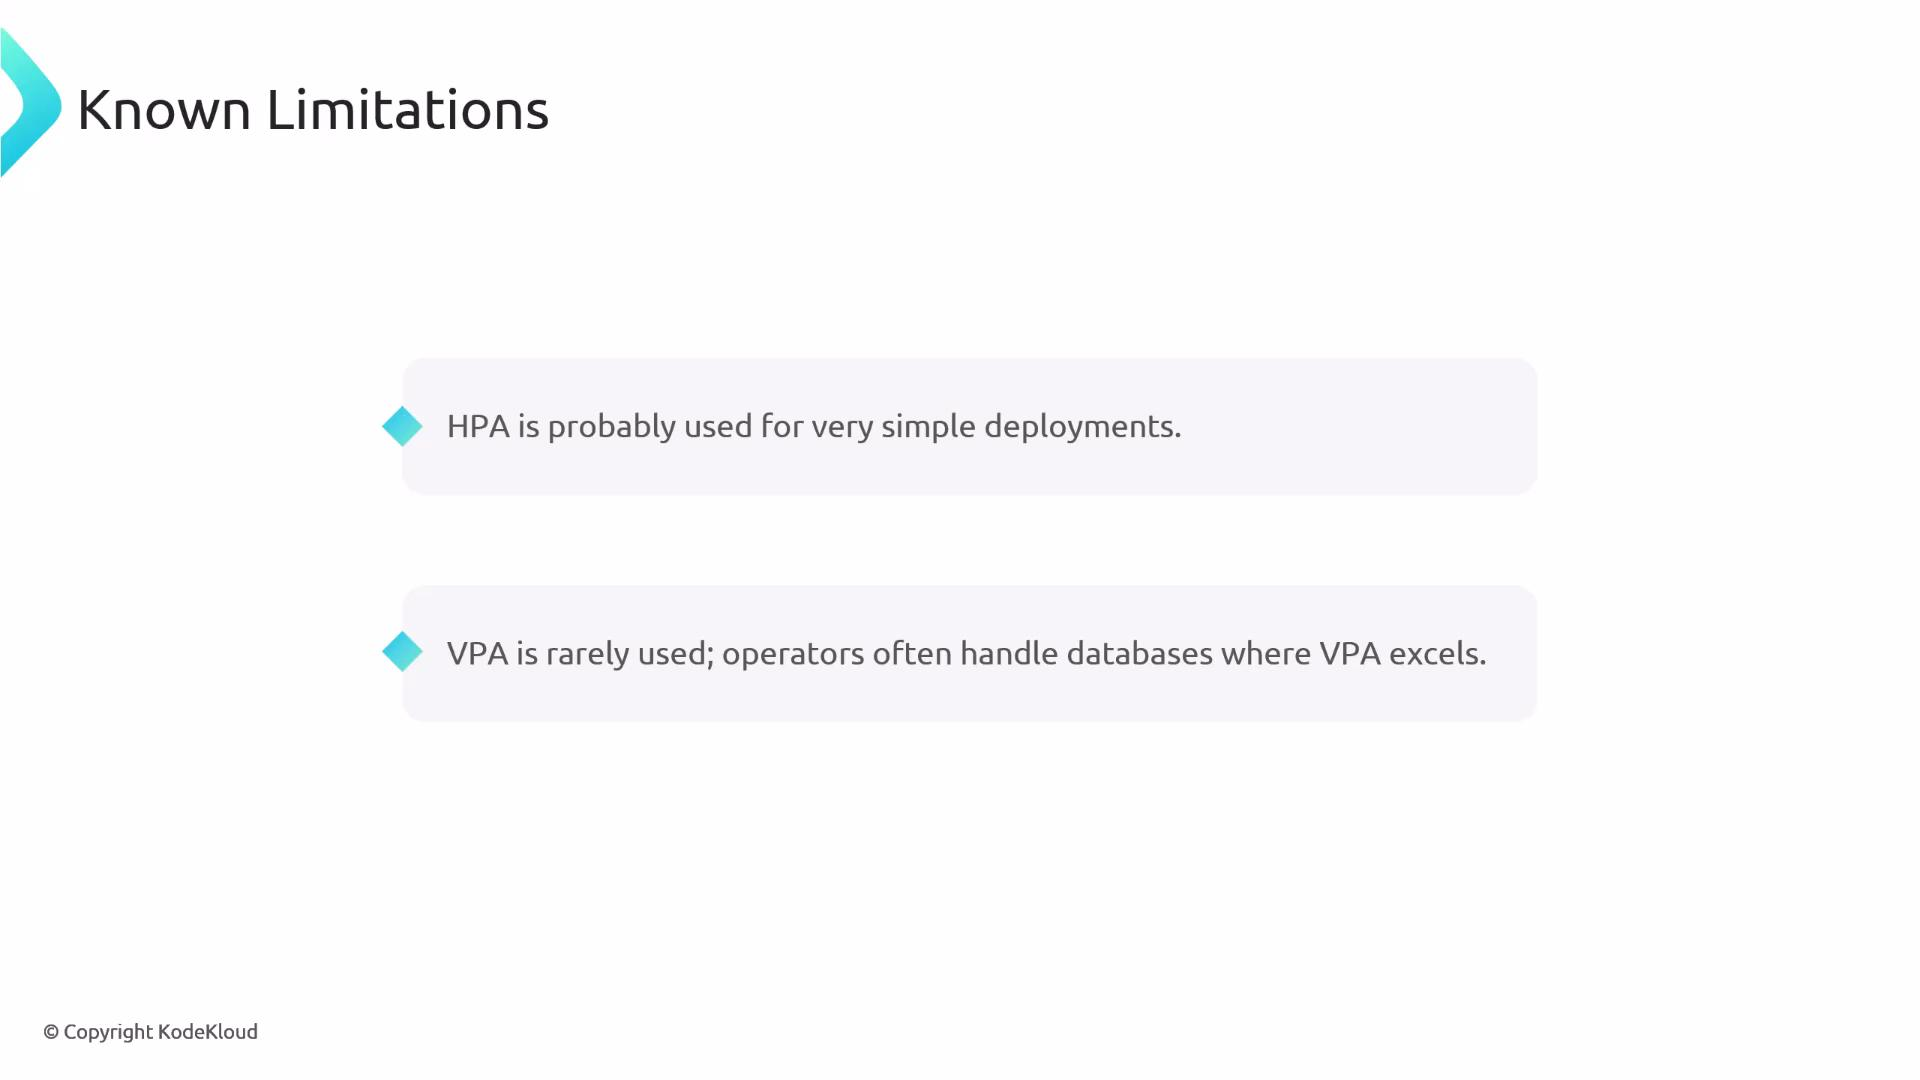 Known Limitations
HPA is probably used for very simple deployments.
VPA is rarely used; operators often handle databases where VPA excels.
© Copyright KodeKloud